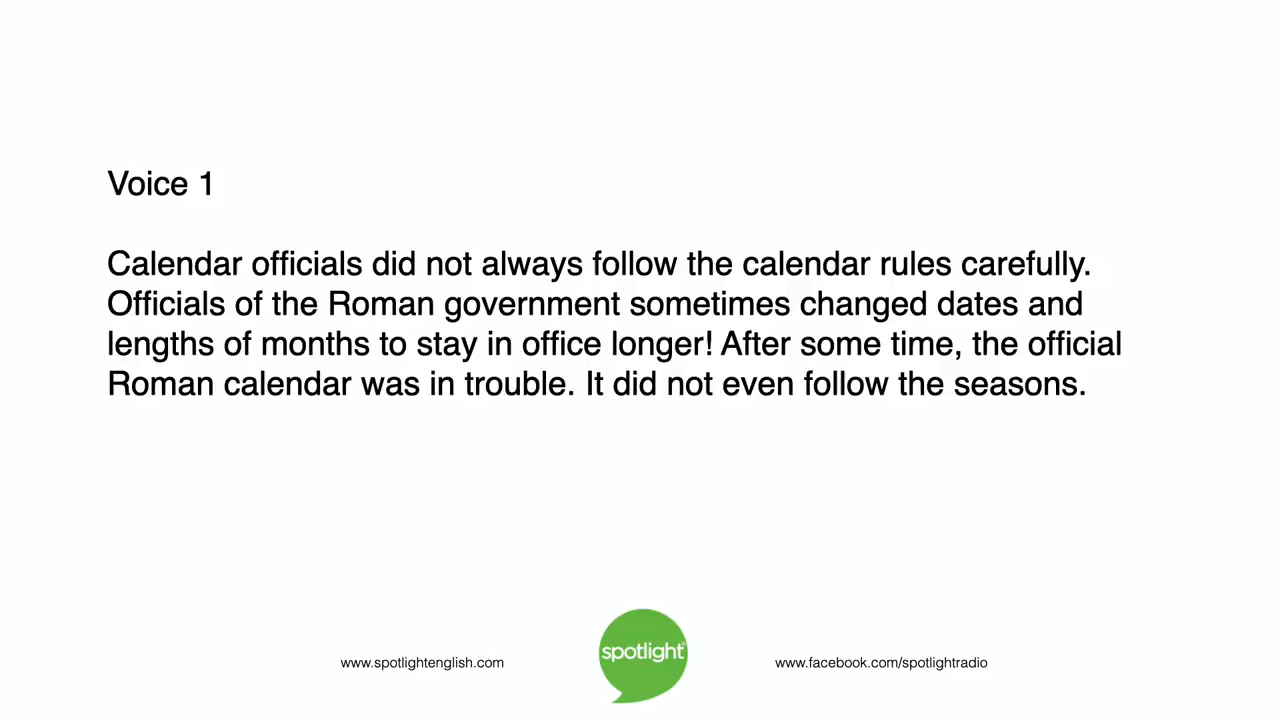 Voice 1
Calendar officials did not always follow the calendar rules carefully.
Officials of the Roman government sometimes changed dates and
lengths of months to stay in office longer! After some time, the official
Roman calendar was in trouble. It did not even follow the seasons.
www.spotlightenglish.com
spotlight
www.facebook.com/spotlightradio